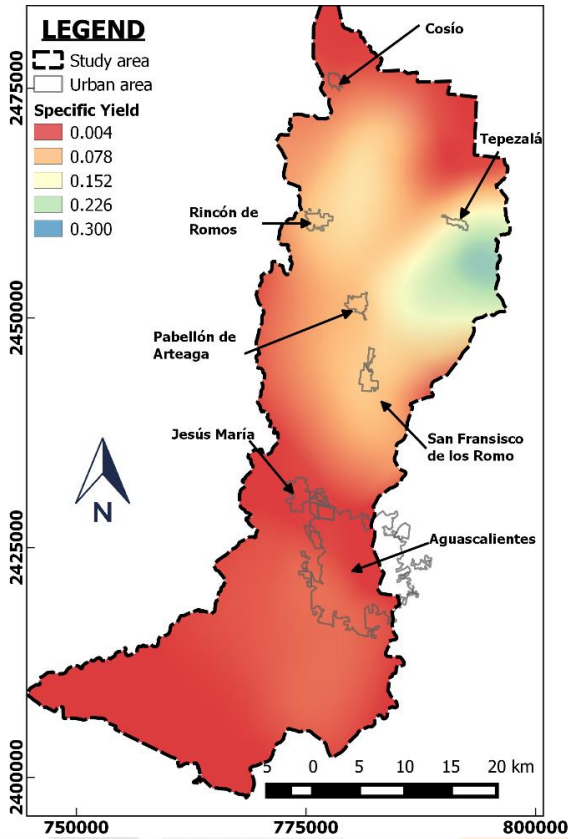 LEGEND
Study area
Urban area
Specific Yield
0.004
0.078
0.152
0.226
0.300
Cosío
Tepezalá
Rincón de
Romos
Pabellón de
Arteaga
Jesús María
San Fransisco
de los Romo
Aguascalientes
N
5 0 5 10 15 20 km
2475000
2450000
2425000
2400000
750000 775000 800000